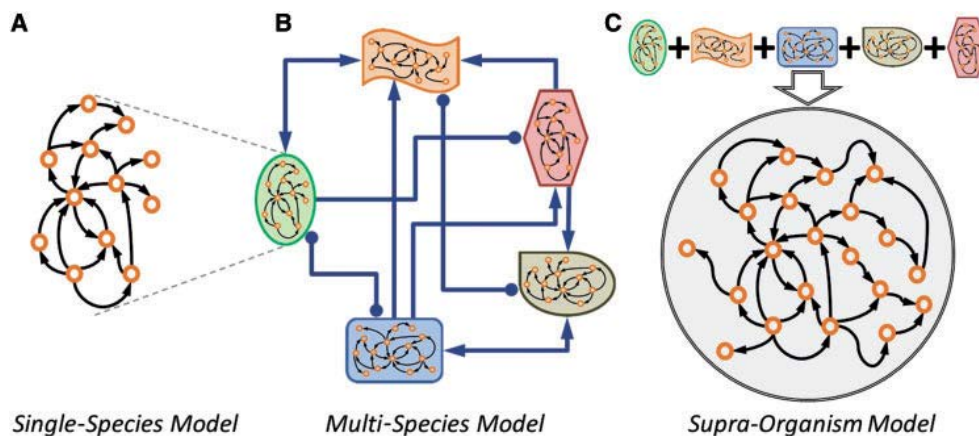 A
B
C
+ + + +
Single-Species Model
Multi-Species Model
Supra-Organism Model